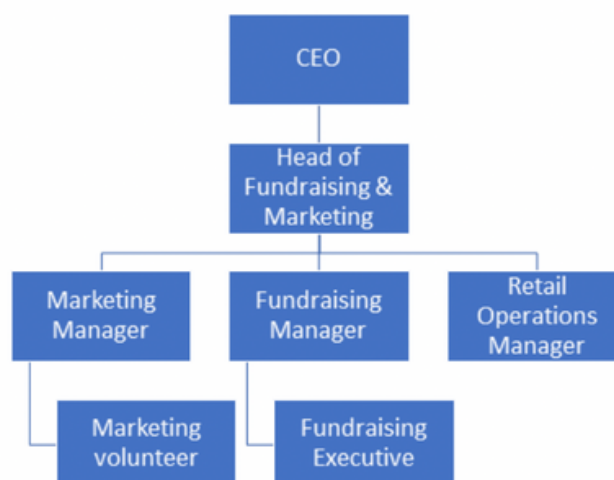 CEO
Head of
Fundraising &
Marketing
Marketing
Manager
Fundraising
Manager
Retail
Operations
Manager
Marketing
volunteer
Fundraising
Executive